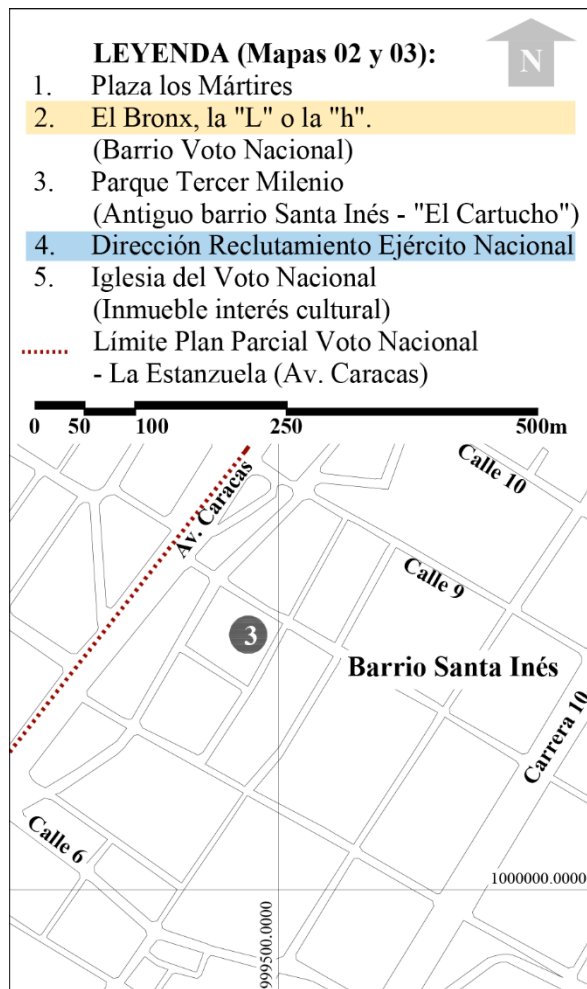 LEYENDA (Mapas 02 y 03):
N
1. Plaza los Mártires
2. El Bronx, la "L" o la "h".
(Barrio Voto Nacional)
3. Parque Tercer Milenio
(Antiguo barrio Santa Inés - "El Cartucho")
4. Dirección Reclutamiento Ejército Nacional
5. Iglesia del Voto Nacional
(Inmueble interés cultural)
Límite Plan Parcial Voto Nacional
- La Estanzuela (Av. Caracas)
0 50 100 250 500m
Calle 10
Av. Caracas
Calle 9
3
Barrio Santa Inés
Carrera 10
Calle 6
1000000.0000
999500.0000